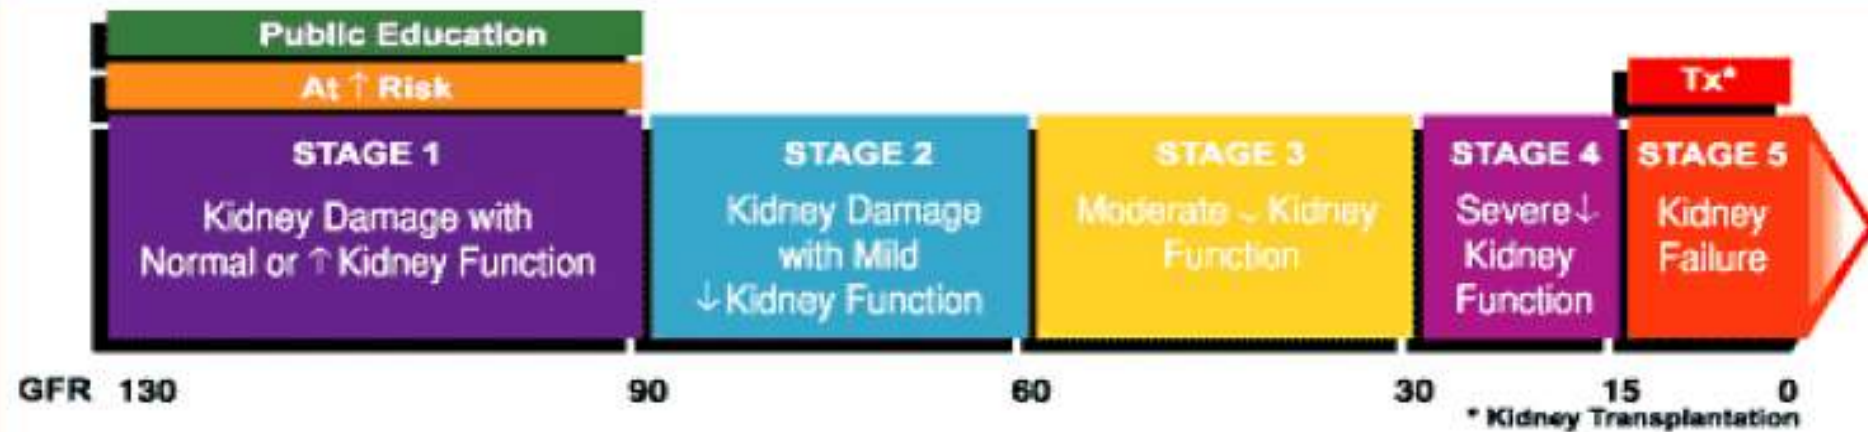 Public Education
At ↑ Risk
Tx*
STAGE 1
Kidney Damage with
Normal or ↑ Kidney Function
STAGE 2
Kidney Damage
with Mild
↓ Kidney Function
STAGE 3
Moderate ↓ Kidney
Function
STAGE 4
Severe ↓
Kidney
Function
STAGE 5
Kidney
Failure
GFR 130 90 60 30 15 0
* Kidney Transplantation